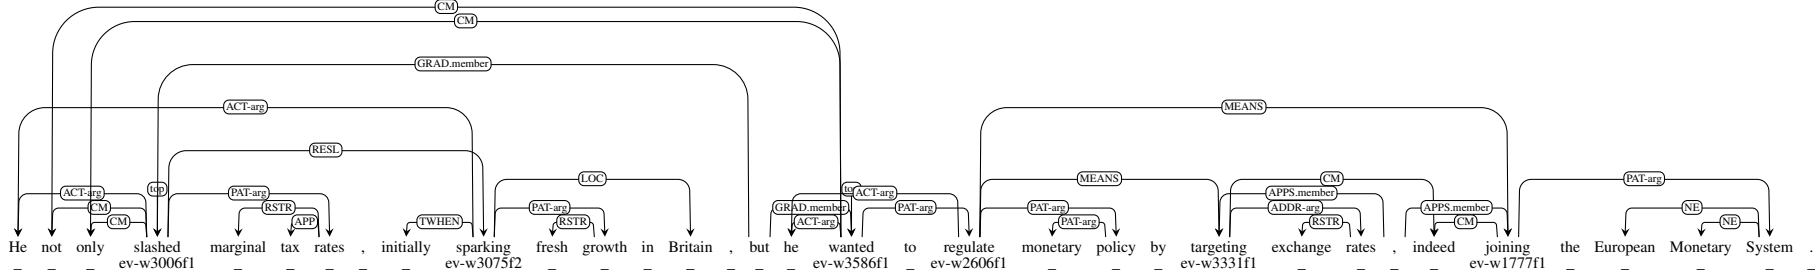 CM
CM
GRAD.member
ACT-arg MEANS
RESL
LOC MEANS CM PAT-arg
ACT-arg top PAT-arg ACT-arg APPS.member
CM RSTR PAT-arg RSTR GRAD.member PAT-arg PAT-arg ADDR-arg APPS.member NE
CM APP TWHEN RSTR ACT-arg PAT-arg RSTR CM NE
He not only slashed marginal tax rates , initially sparking fresh growth in Britain , but he wanted to regulate monetary policy by targeting exchange rates , indeed joining the European Monetary System .
_ _ _ ev-w3006f1 _ _ _ _ _ ev-w3075f2 _ _ _ _ _ _ _ ev-w3586f1 _ ev-w2606f1 _ _ _ ev-w3331f1 _ _ _ _ ev-w1777f1 _ _ _ _ _